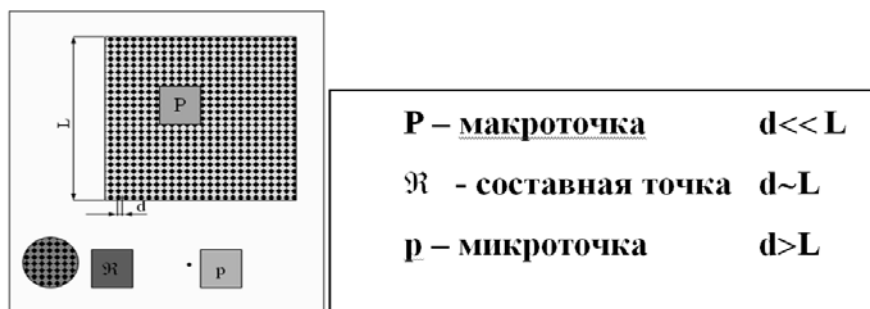 P
L
d
ℜ
p
P – макроточка d<< L
ℜ - составная точка d~L
p – микроточка d>L